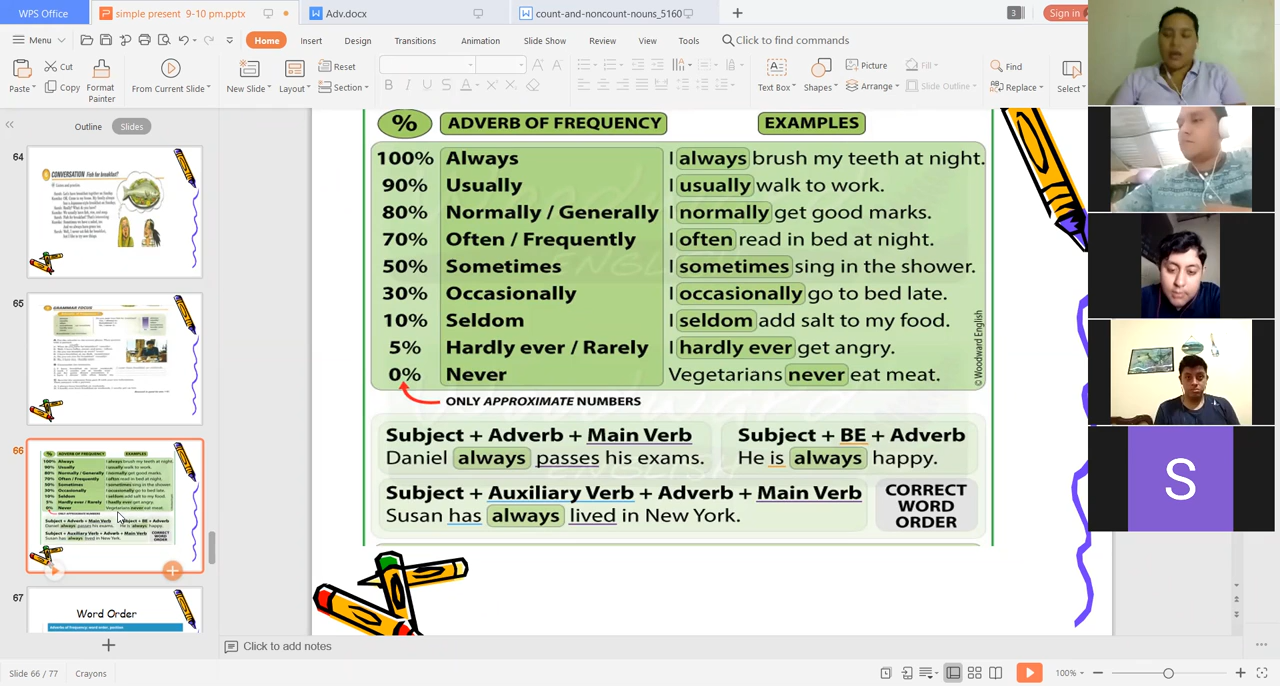 WPS Office
simple present 9-10 pm.pptx
Adv.docx
count-and-noncount-nouns_5160
3
Sign in
Menu
Home
Insert
Design
Transitions
Animation
Slide Show
Review
View
Tools
Click to find commands
Paste
Cut
Copy
Format Painter
From Current Slide
New Slide
Layout
Reset
Section
Text Box
Shapes
Picture
Fill
Arrange
Slide Outline
Find
Replace
Select
Outline
Slides
64
CONVERSATION Fish for breakfast?
65
GRAMMAR FOCUS
66
67
Word Order
% ADVERB OF FREQUENCY EXAMPLES
100% Always I always brush my teeth at night.
90% Usually I usually walk to work.
80% Normally / Generally I normally get good marks.
70% Often / Frequently I often read in bed at night.
50% Sometimes I sometimes sing in the shower.
30% Occasionally I occasionally go to bed late.
10% Seldom I seldom add salt to my food.
5% Hardly ever / Rarely I hardly ever get angry.
0% Never Vegetarians never eat meat.
ONLY APPROXIMATE NUMBERS
© Woodward English
Subject + Adverb + Main Verb
Daniel always passes his exams.
Subject + BE + Adverb
He is always happy.
Subject + Auxiliary Verb + Adverb + Main Verb
Susan has always lived in New York.
CORRECT
WORD
ORDER
S
Click to add notes
Slide 66 / 77
Crayons
100%